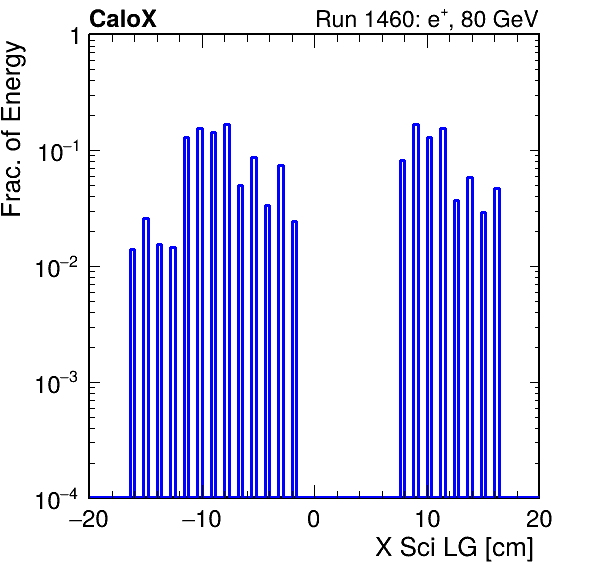 CaloX Run 1460: e⁺, 80 GeV
Frac. of Energy
1
10⁻¹
10⁻²
10⁻³
10⁻⁴
−20 −10 0 10 20
X Sci LG [cm]